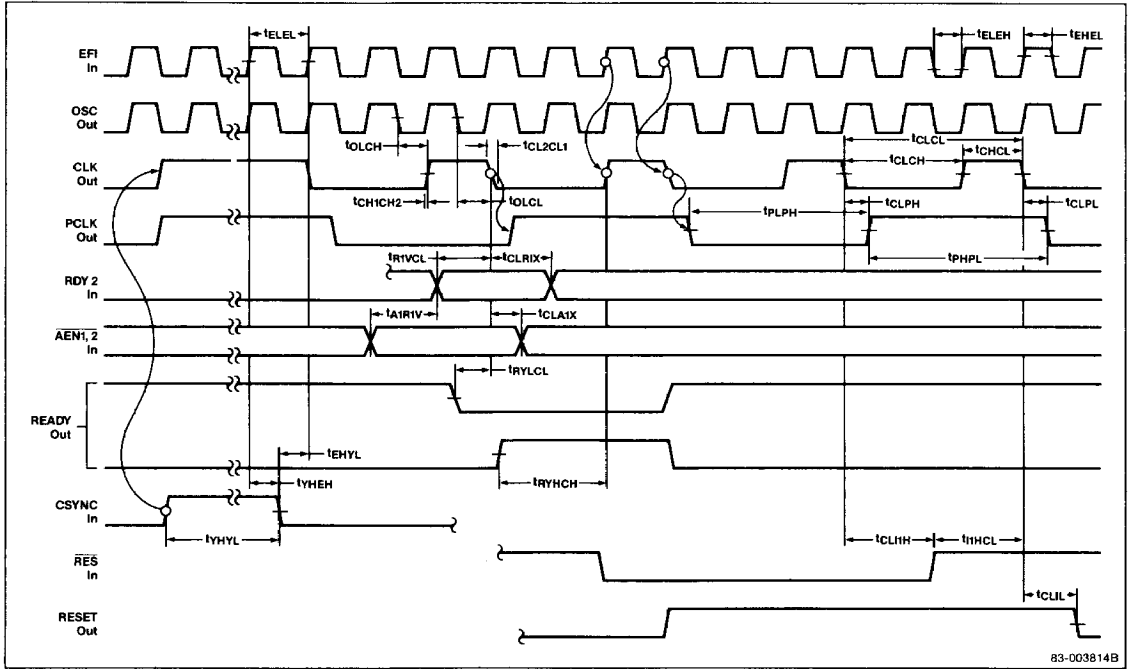 tELEL
tELEH
tEHEL
EFI
In
OSC
Out
tOLCH
tCL2CL1
tCLCL
tCHCL
tCLCH
CLK
Out
tCH1CH2
tOLCL
tPLPH
tCLPH
tCLPL
PCLK
Out
tPHPL
tR1VCL
tCLRIX
RDY 2
In
tA1R1V
tCLA1X
AEN1, 2
In
tRYLCL
READY
Out
tEHYL
tYHEH
tRYHCH
CSYNC
In
tYHYL
tCLI1H
tI1HCL
RES
In
tCLIL
RESET
Out
83-003814B